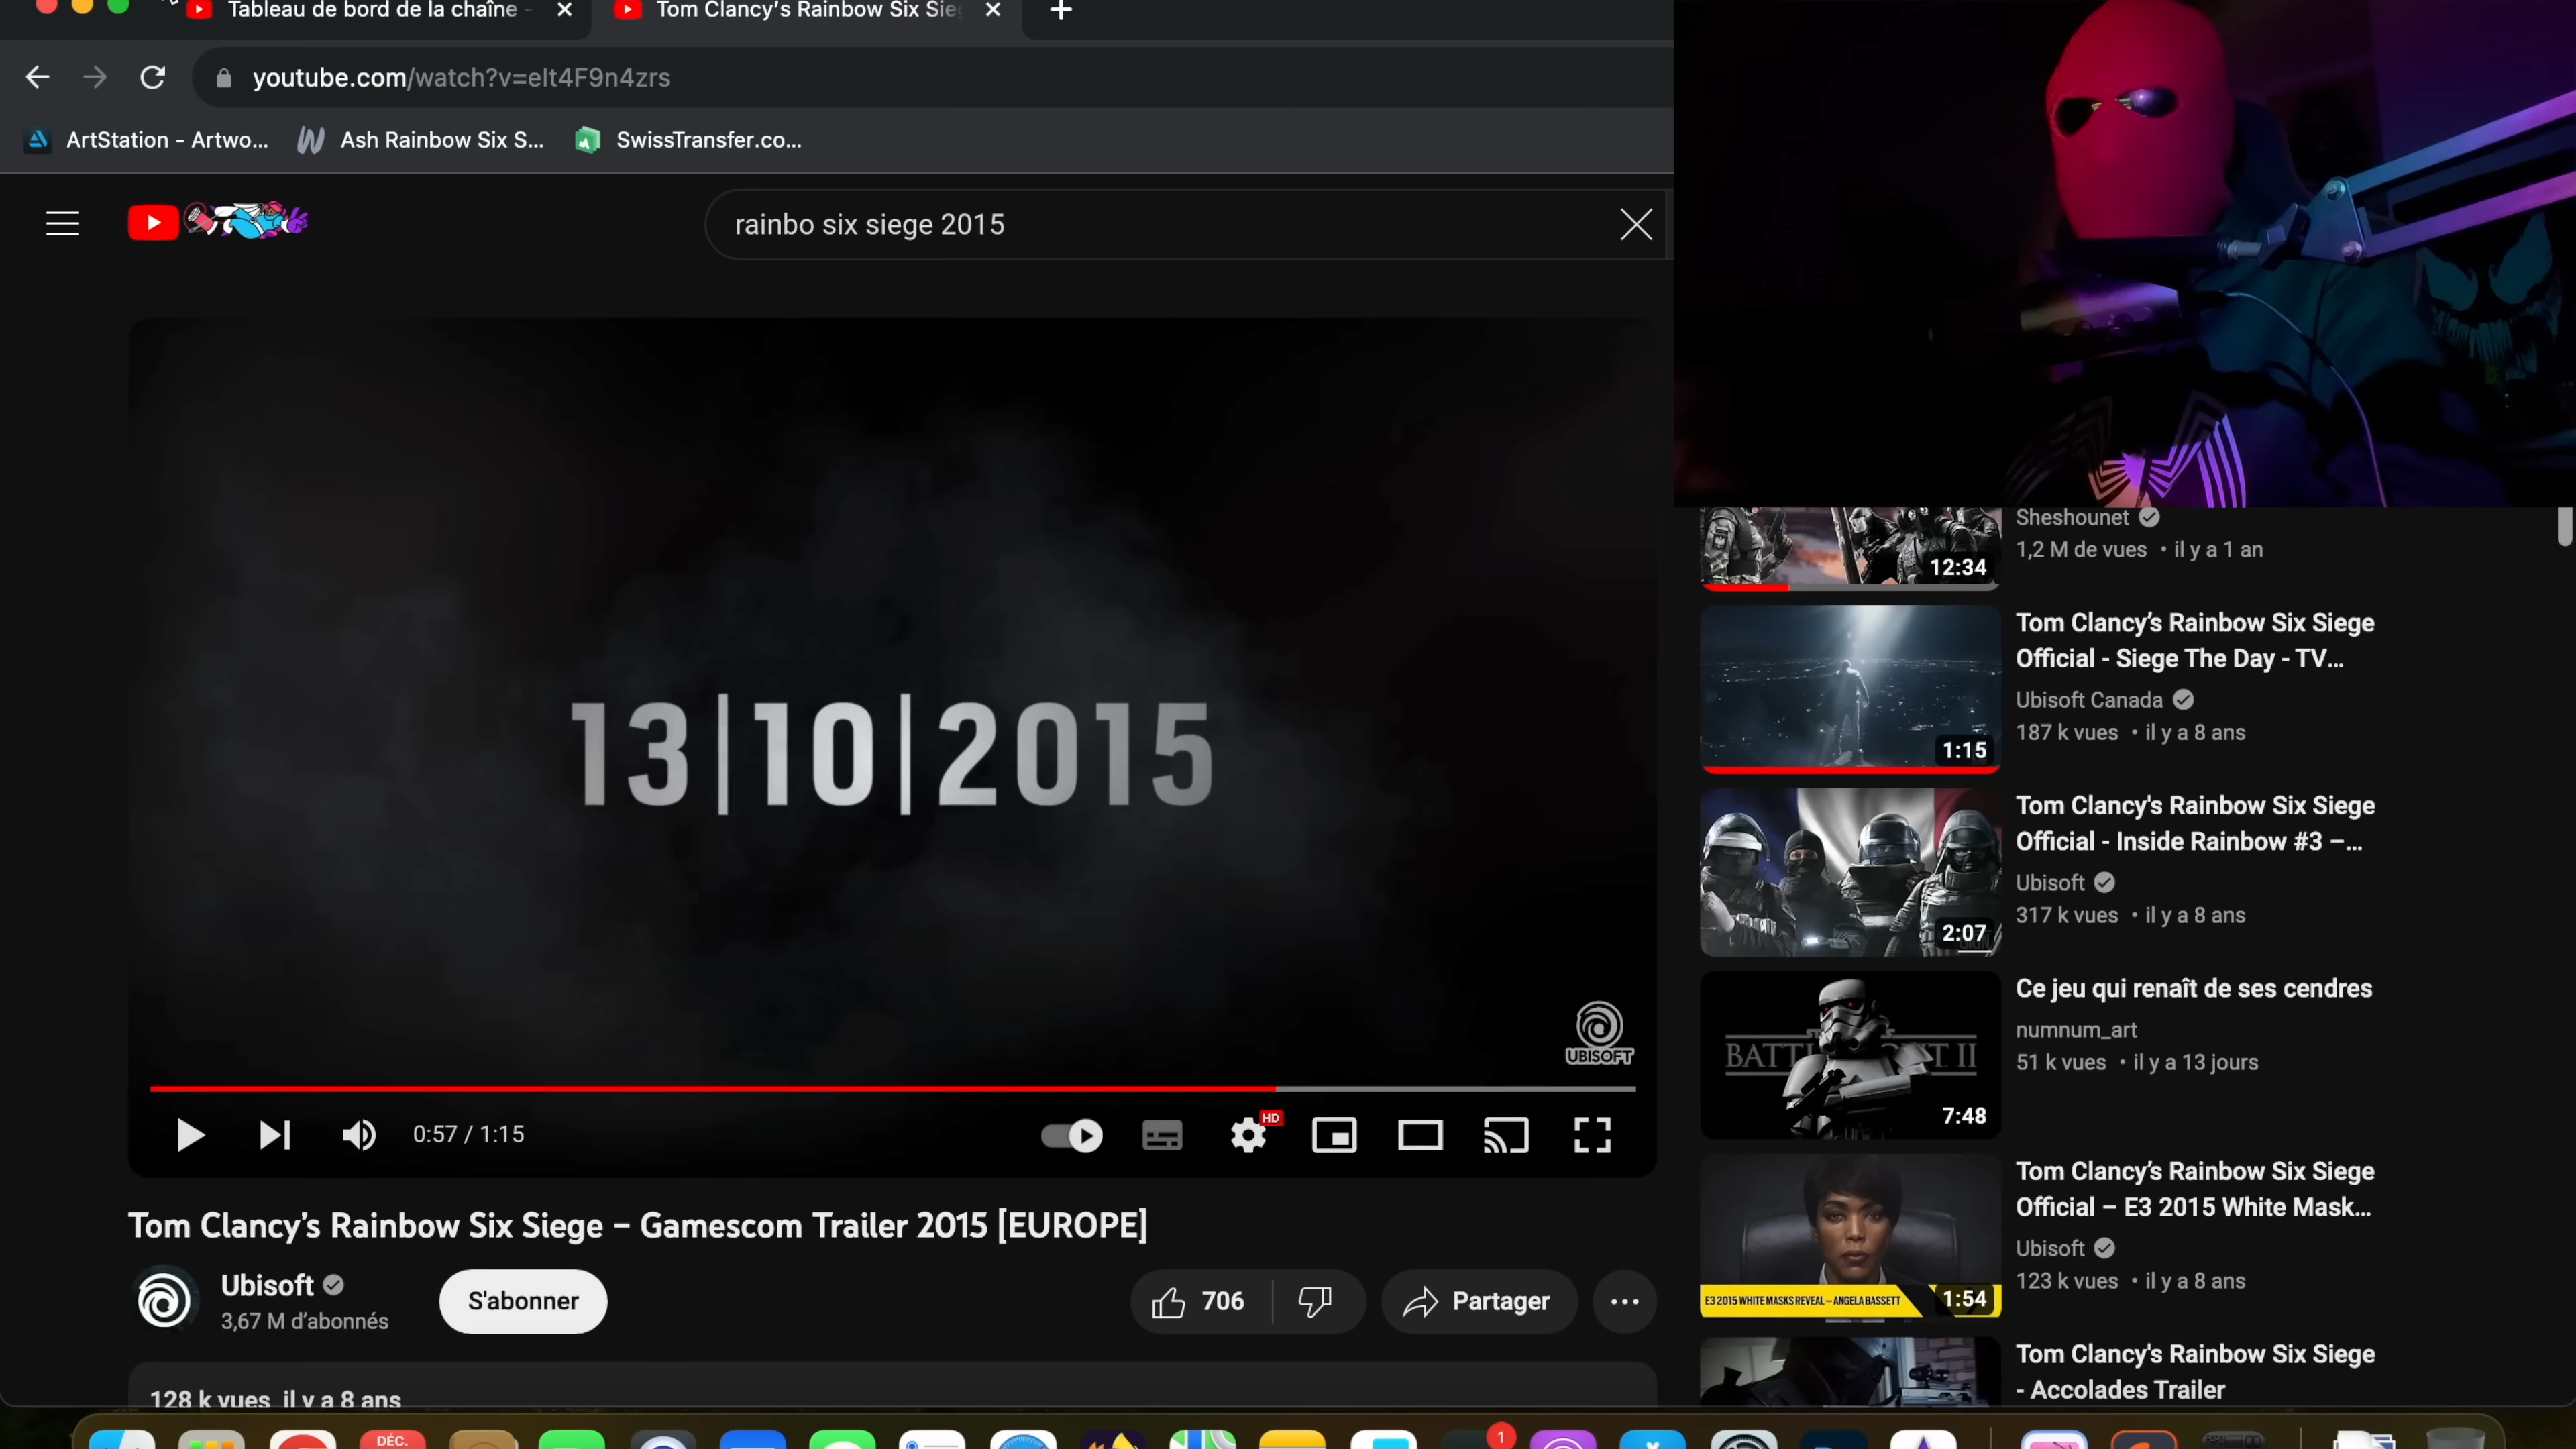 Tableau de bord de la chaîne -
Tom Clancy's Rainbow Six Sie
youtube.com/watch?v=eIt4F9n4zrs
ArtStation - Artwo...
Ash Rainbow Six S...
SwissTransfer.co...
rainbo six siege 2015
13|10|2015
UBISOFT
0:57 / 1:15
HD
Tom Clancy's Rainbow Six Siege – Gamescom Trailer 2015 [EUROPE]
Ubisoft
3,67 M d'abonnés
S'abonner
706
Partager
128 k vues il y a 8 ans
12:34
Sheshounet
1,2 M de vues • il y a 1 an
1:15
Tom Clancy's Rainbow Six Siege
Official - Siege The Day - TV...
Ubisoft Canada
187 k vues • il y a 8 ans
2:07
Tom Clancy's Rainbow Six Siege
Official - Inside Rainbow #3 –...
Ubisoft
317 k vues • il y a 8 ans
7:48
Ce jeu qui renaît de ses cendres
numnum_art
51 k vues • il y a 13 jours
E3 2015 WHITE MASKS REVEAL – ANGELA BASSETT
1:54
Tom Clancy's Rainbow Six Siege
Official – E3 2015 White Mask...
Ubisoft
123 k vues • il y a 8 ans
Tom Clancy's Rainbow Six Siege
- Accolades Trailer
DÉC.
1